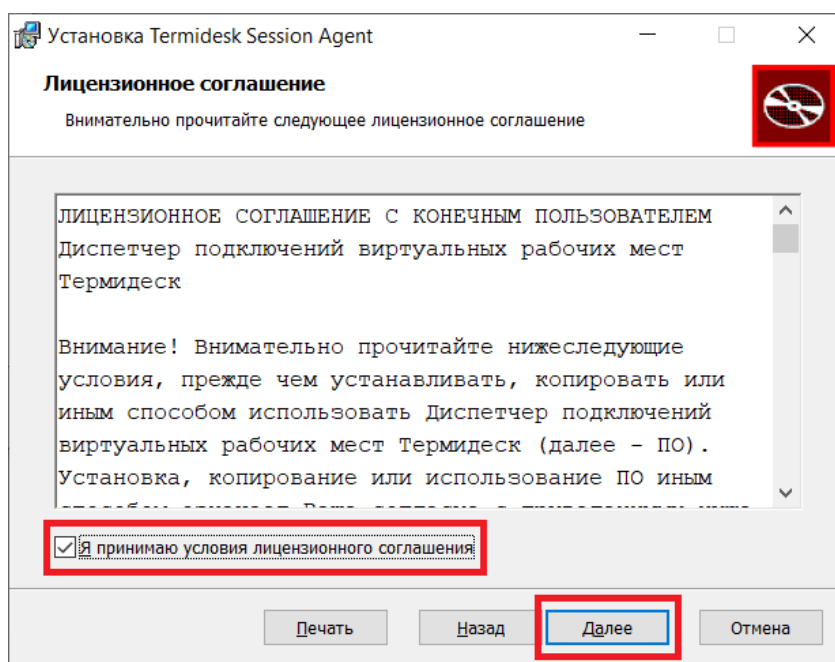 Установка Termidesk Session Agent
Лицензионное соглашение
Внимательно прочитайте следующее лицензионное соглашение
ЛИЦЕНЗИОННОЕ СОГЛАШЕНИЕ С КОНЕЧНЫМ ПОЛЬЗОВАТЕЛЕМ
Диспетчер подключений виртуальных рабочих мест
Термидеск
Внимание! Внимательно прочитайте нижеследующие
условия, прежде чем устанавливать, копировать или
иным способом использовать Диспетчер подключений
виртуальных рабочих мест Термидеск (далее – ПО).
Установка, копирование или использование ПО иным
Я принимаю условия лицензионного соглашения
Печать Назад Далее Отмена